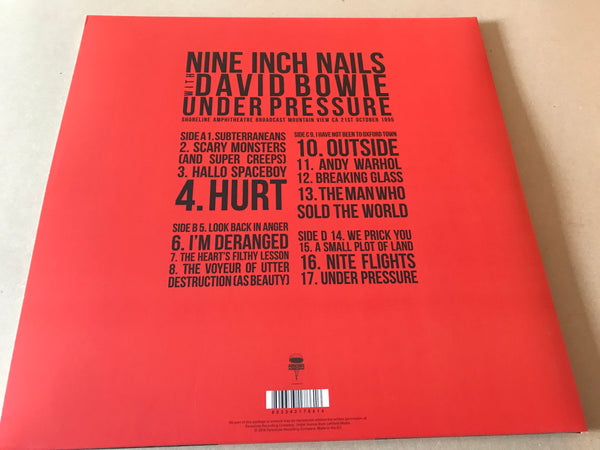 NINE INCH NAILS
WITH DAVID BOWIE
UNDER PRESSURE
SHORELINE AMPHITHEATRE BROADCAST MOUNTAIN VIEW CA 21ST OCTOBER 1995
SIDE A 1. SUBTERRANEANS
2. SCARY MONSTERS
(AND SUPER CREEPS)
3. HALLO SPACEBOY
4. HURT
SIDE B 5. LOOK BACK IN ANGER
6. I'M DERANGED
7. THE HEART'S FILTHY LESSON
8. THE VOYEUR OF UTTER
DESTRUCTION (AS BEAUTY)
SIDE C 9. I HAVE NOT BEEN TO OXFORD TOWN
10. OUTSIDE
11. ANDY WARHOL
12. BREAKING GLASS
13. THE MAN WHO
SOLD THE WORLD
SIDE D 14. WE PRICK YOU
15. A SMALL PLOT OF LAND
16. NITE FLIGHTS
17. UNDER PRESSURE